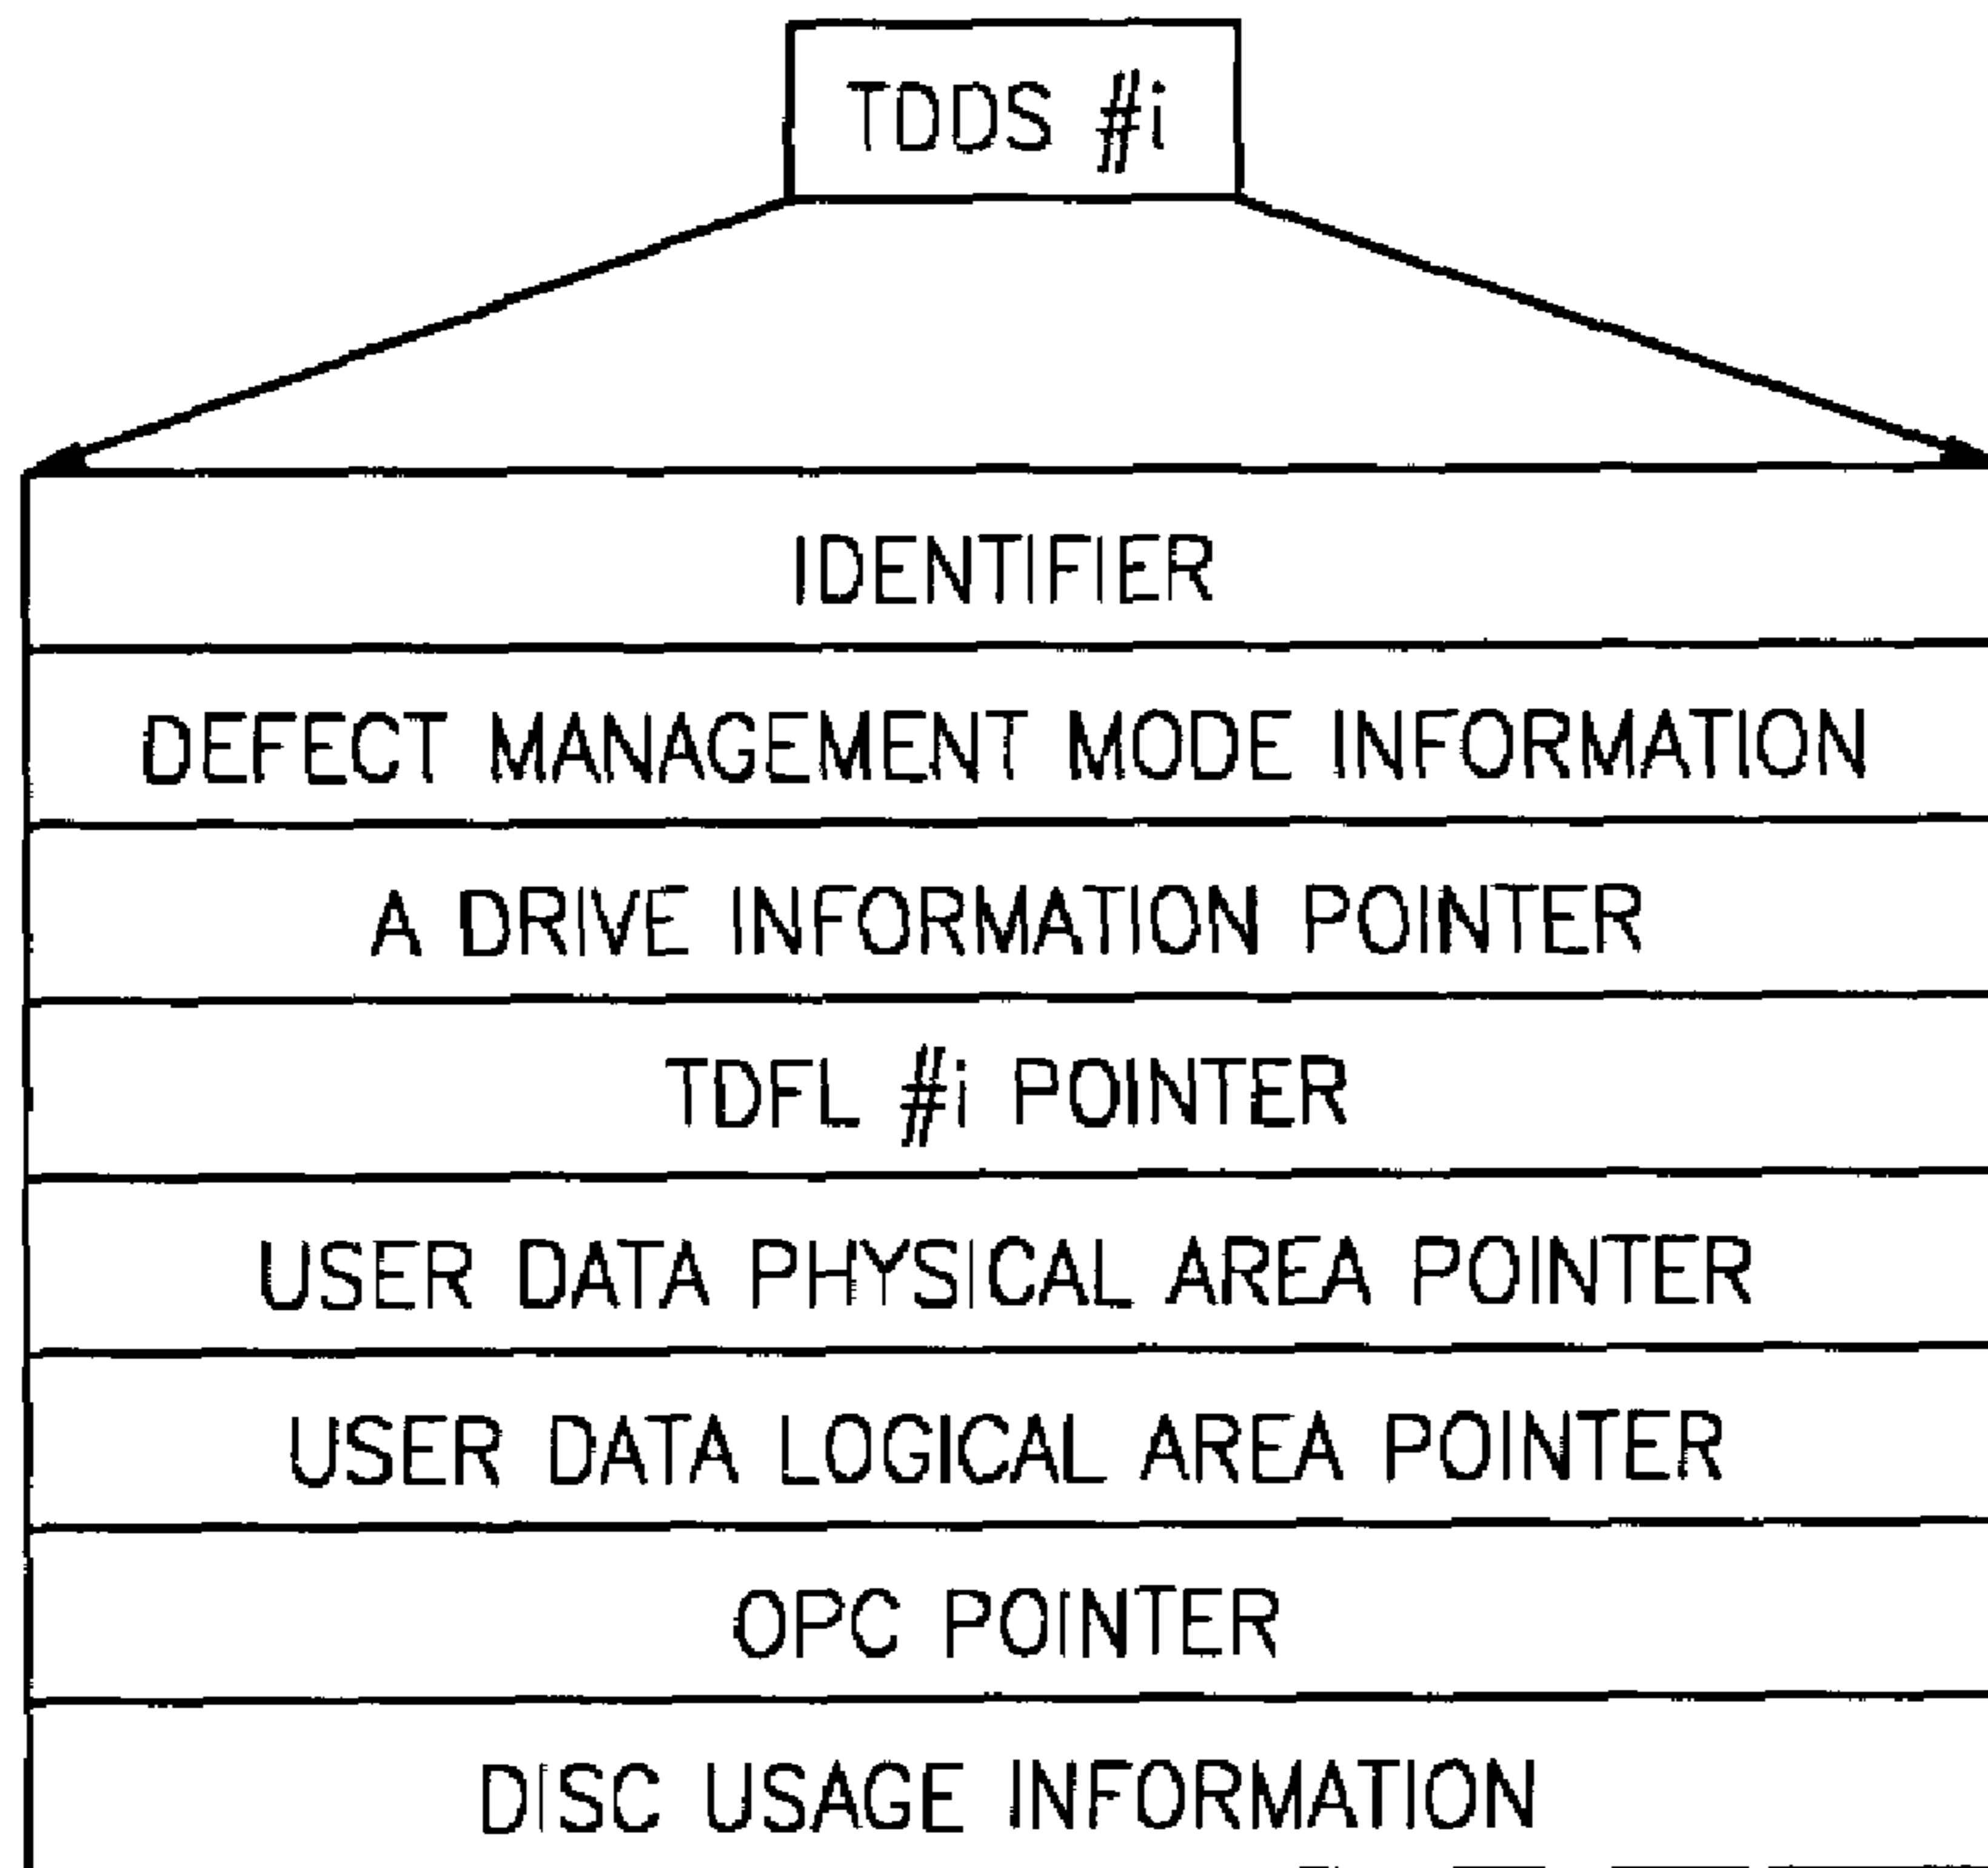 TDDS #i
IDENTIFIER
DEFECT MANAGEMENT MODE INFORMATION
A DRIVE INFORMATION POINTER
TDFL #i POINTER
USER DATA PHYSICAL AREA POINTER
USER DATA LOGICAL AREA POINTER
OPC POINTER
DISC USAGE INFORMATION